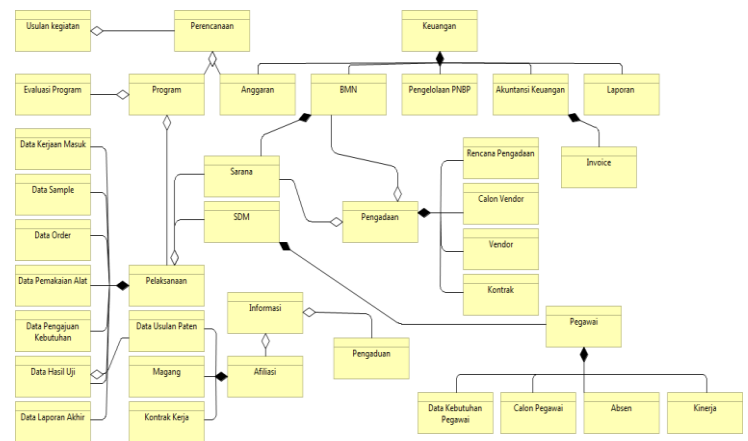 Usulan kegiatan
Perencanaan
Keuangan
Evaluasi Program
Program
Anggaran
BMN
Pengelolaan PNBP
Akuntansi Keuangan
Laporan
Data Kerjaan Masuk
Data Sample
Data Order
Data Pemakaian Alat
Data Pengajuan
Kebutuhan
Data Hasil Uji
Data Laporan Akhir
Sarana
SDM
Pelaksanaan
Data Usulan Paten
Magang
Kontrak Kerja
Informasi
Afiliasi
Pengaduan
Pengadaan
Rencana Pengadaan
Calon Vendor
Vendor
Kontrak
Invoice
Pegawai
Data Kebutuhan
Pegawai
Calon Pegawai
Absen
Kinerja